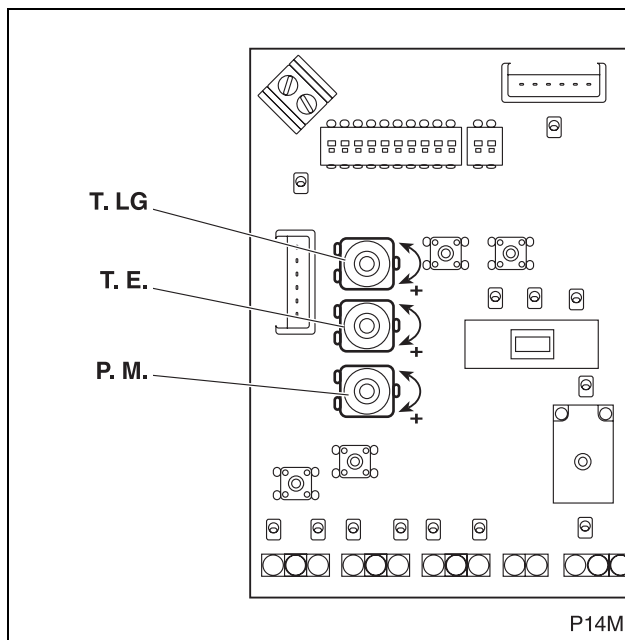 T. LG
+
T. E.
+
P. M.
+
P14M